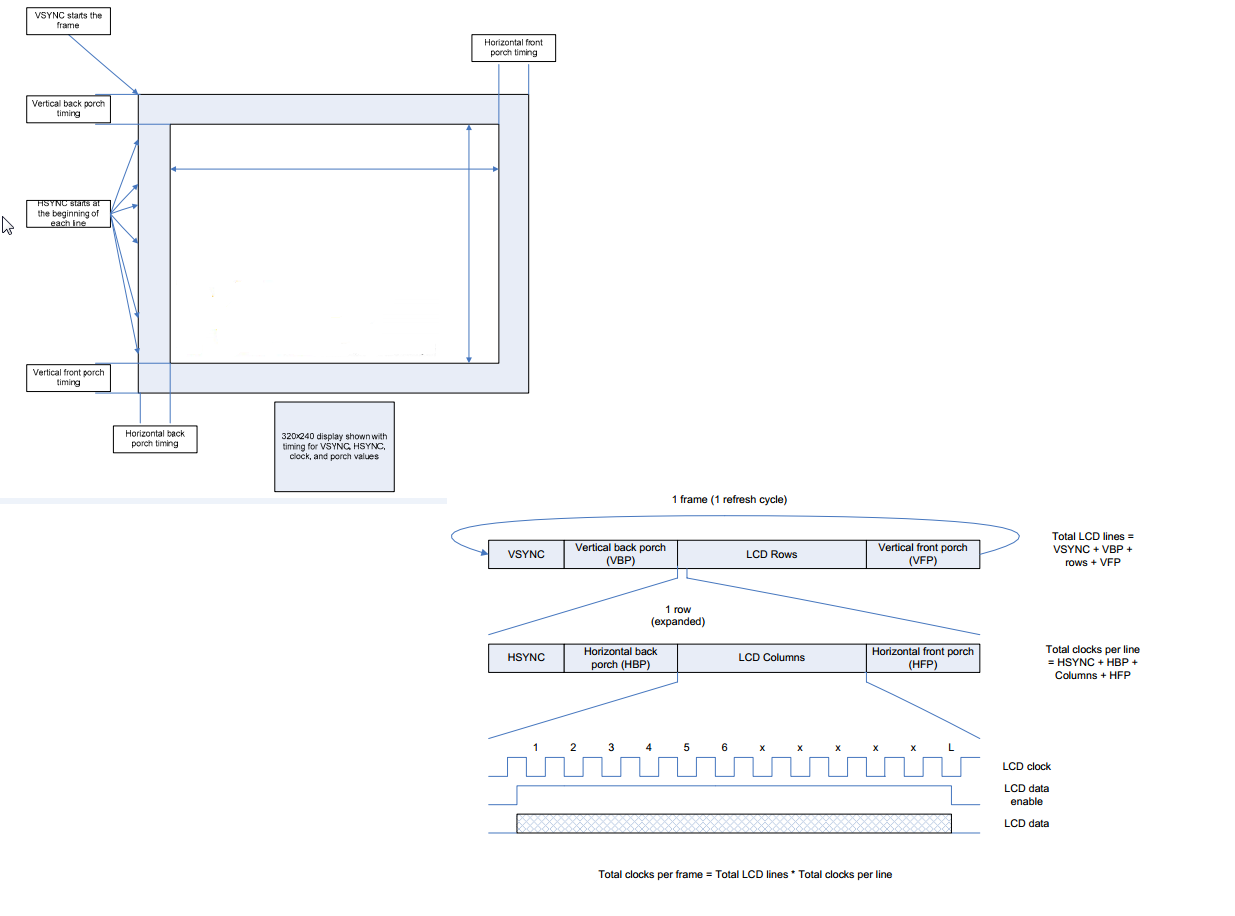 VSYNC starts the
frame
Horizontal front
porch timing
Vertical back porch
timing
HSYNC starts at
the beginning of
each line
Vertical front porch
timing
Horizontal back
porch timing
320x240 display shown with
timing for VSYNC, HSYNC,
clock, and porch values
1 frame (1 refresh cycle)
VSYNC
Vertical back porch
(VBP)
LCD Rows
Vertical front porch
(VFP)
Total LCD lines =
VSYNC + VBP +
rows + VFP
1 row
(expanded)
HSYNC
Horizontal back
porch (HBP)
LCD Columns
Horizontal front porch
(HFP)
Total clocks per line
= HSYNC + HBP +
Columns + HFP
1 2 3 4 5 6 x x x x x L
LCD clock
LCD data
enable
LCD data
Total clocks per frame = Total LCD lines * Total clocks per line